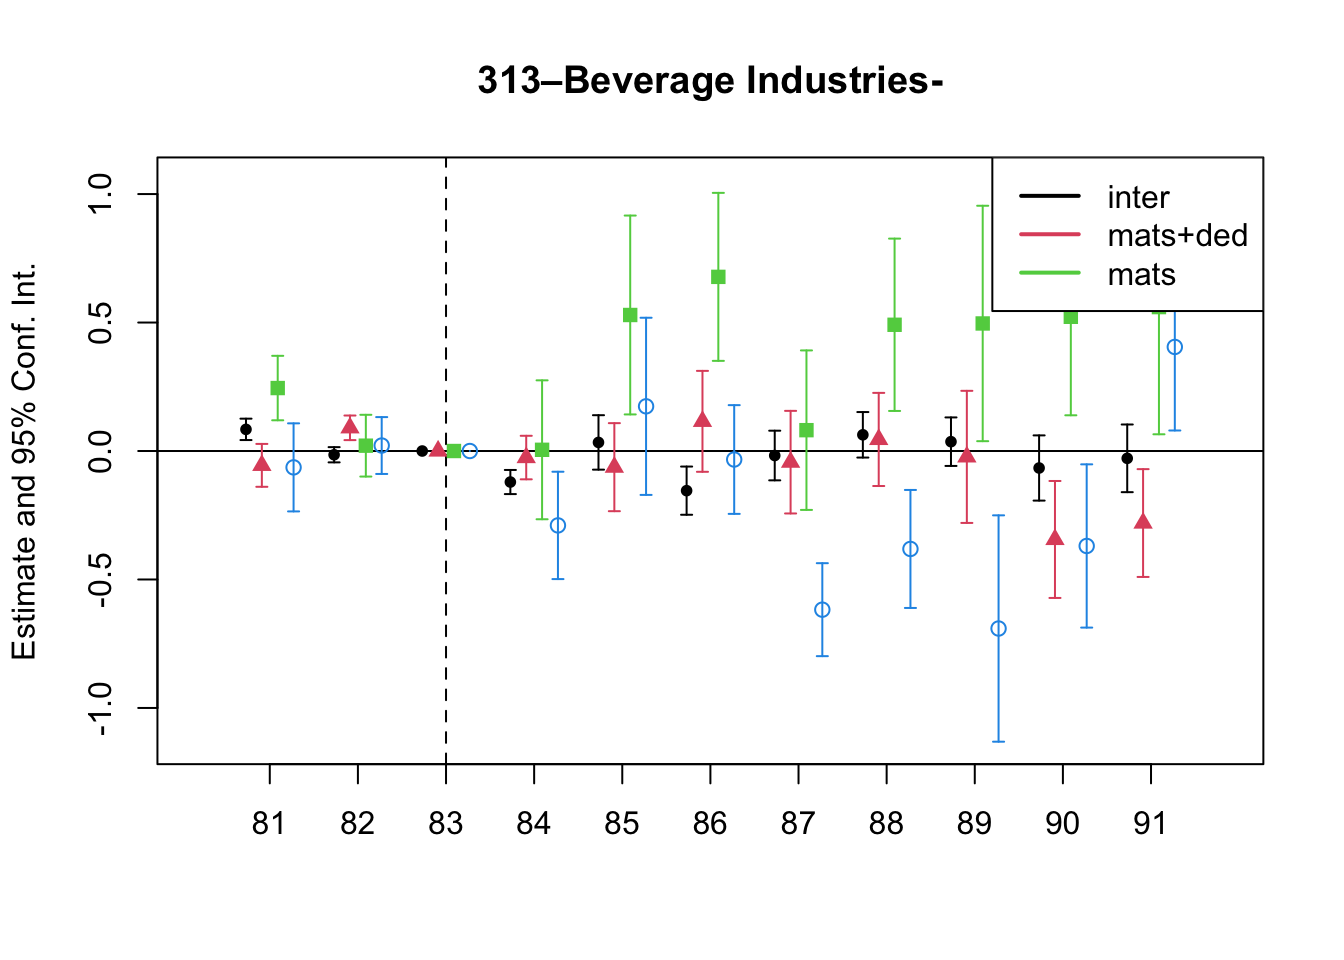 313–Beverage Industries-
Estimate and 95% Conf. Int.
1.0
0.5
0.0
-0.5
-1.0
inter
mats+ded
mats
81 82 83 84 85 86 87 88 89 90 91